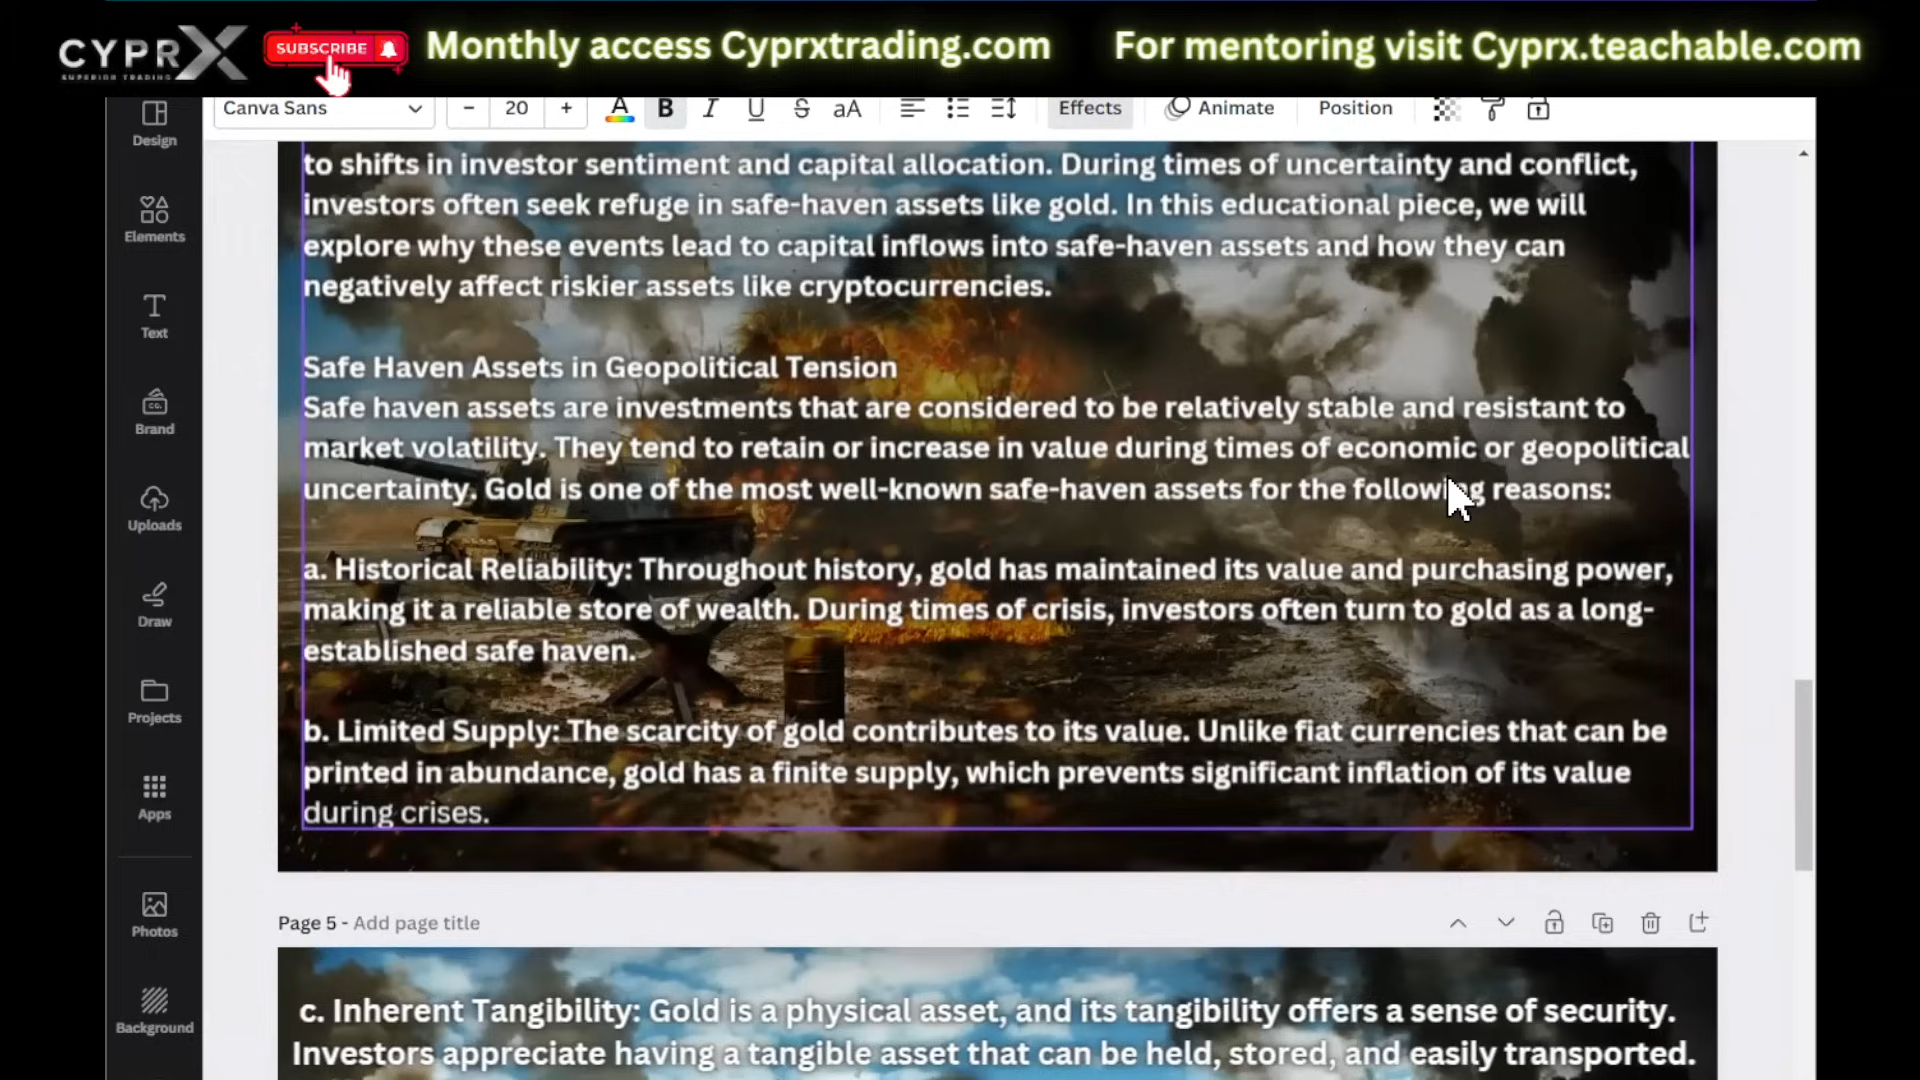 CYPRX
SUPERIOR TRADING
SUBSCRIBE
Monthly access Cyprxtrading.com
For mentoring visit Cyprx.teachable.com
Canva Sans
– 20 +
A B I U S aA
Effects
Animate
Position
Design
Elements
Text
Brand
Uploads
Draw
Projects
Apps
Photos
Background
to shifts in investor sentiment and capital allocation. During times of uncertainty and conflict,
investors often seek refuge in safe-haven assets like gold. In this educational piece, we will
explore why these events lead to capital inflows into safe-haven assets and how they can
negatively affect riskier assets like cryptocurrencies.
Safe Haven Assets in Geopolitical Tension
Safe haven assets are investments that are considered to be relatively stable and resistant to
market volatility. They tend to retain or increase in value during times of economic or geopolitical
uncertainty. Gold is one of the most well-known safe-haven assets for the following reasons:
a. Historical Reliability: Throughout history, gold has maintained its value and purchasing power,
making it a reliable store of wealth. During times of crisis, investors often turn to gold as a long-
established safe haven.
b. Limited Supply: The scarcity of gold contributes to its value. Unlike fiat currencies that can be
printed in abundance, gold has a finite supply, which prevents significant inflation of its value
during crises.
Page 5 - Add page title
c. Inherent Tangibility: Gold is a physical asset, and its tangibility offers a sense of security.
Investors appreciate having a tangible asset that can be held, stored, and easily transported.